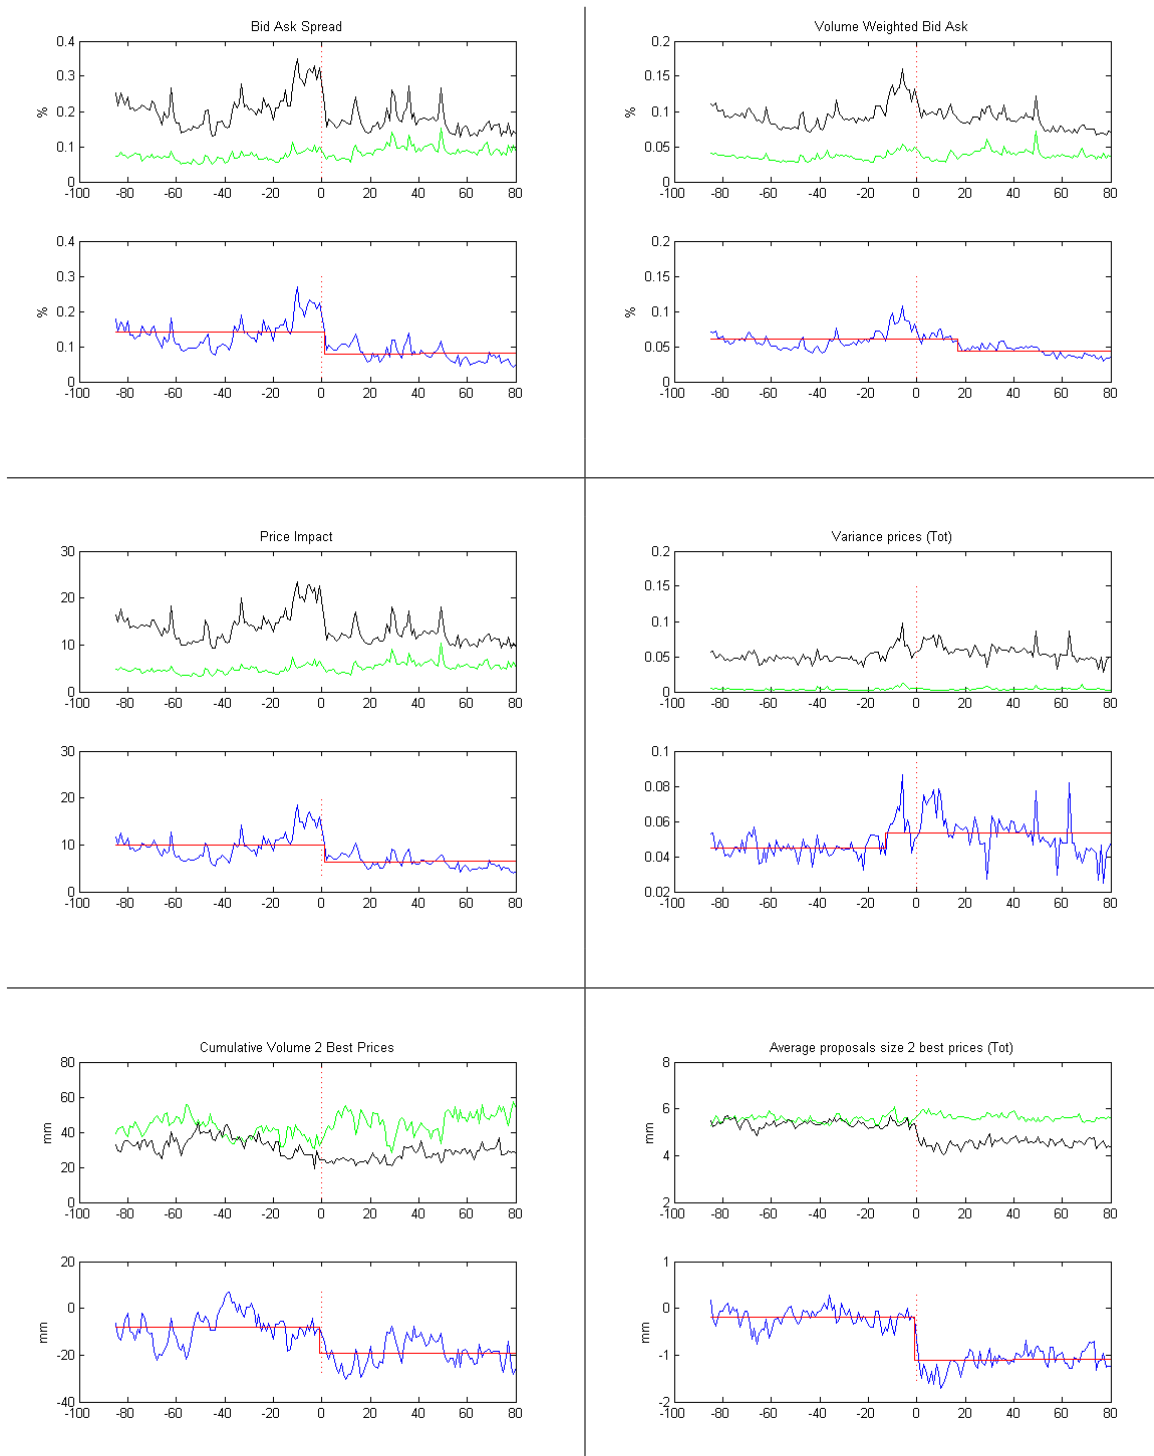 Bid Ask Spread
0.4
0.3
%
0.2
0.1
0
-100 -80 -60 -40 -20 0 20 40 60 80
0.4
0.3
%
0.2
0.1
0
-100 -80 -60 -40 -20 0 20 40 60 80
Volume Weighted Bid Ask
0.2
0.15
%
0.1
0.05
0
-100 -80 -60 -40 -20 0 20 40 60 80
0.2
0.15
%
0.1
0.05
0
-100 -80 -60 -40 -20 0 20 40 60 80
Price Impact
30
20
10
0
-100 -80 -60 -40 -20 0 20 40 60 80
30
20
10
0
-100 -80 -60 -40 -20 0 20 40 60 80
Variance prices (Tot)
0.2
0.15
0.1
0.05
0
-100 -80 -60 -40 -20 0 20 40 60 80
0.1
0.08
0.06
0.04
0.02
-100 -80 -60 -40 -20 0 20 40 60 80
Cumulative Volume 2 Best Prices
80
60
mm
40
20
0
-100 -80 -60 -40 -20 0 20 40 60 80
20
0
mm
-20
-40
-100 -80 -60 -40 -20 0 20 40 60 80
Average proposals size 2 best prices (Tot)
8
6
mm
4
2
-100 -80 -60 -40 -20 0 20 40 60 80
1
0
mm
-1
-2
-100 -80 -60 -40 -20 0 20 40 60 80